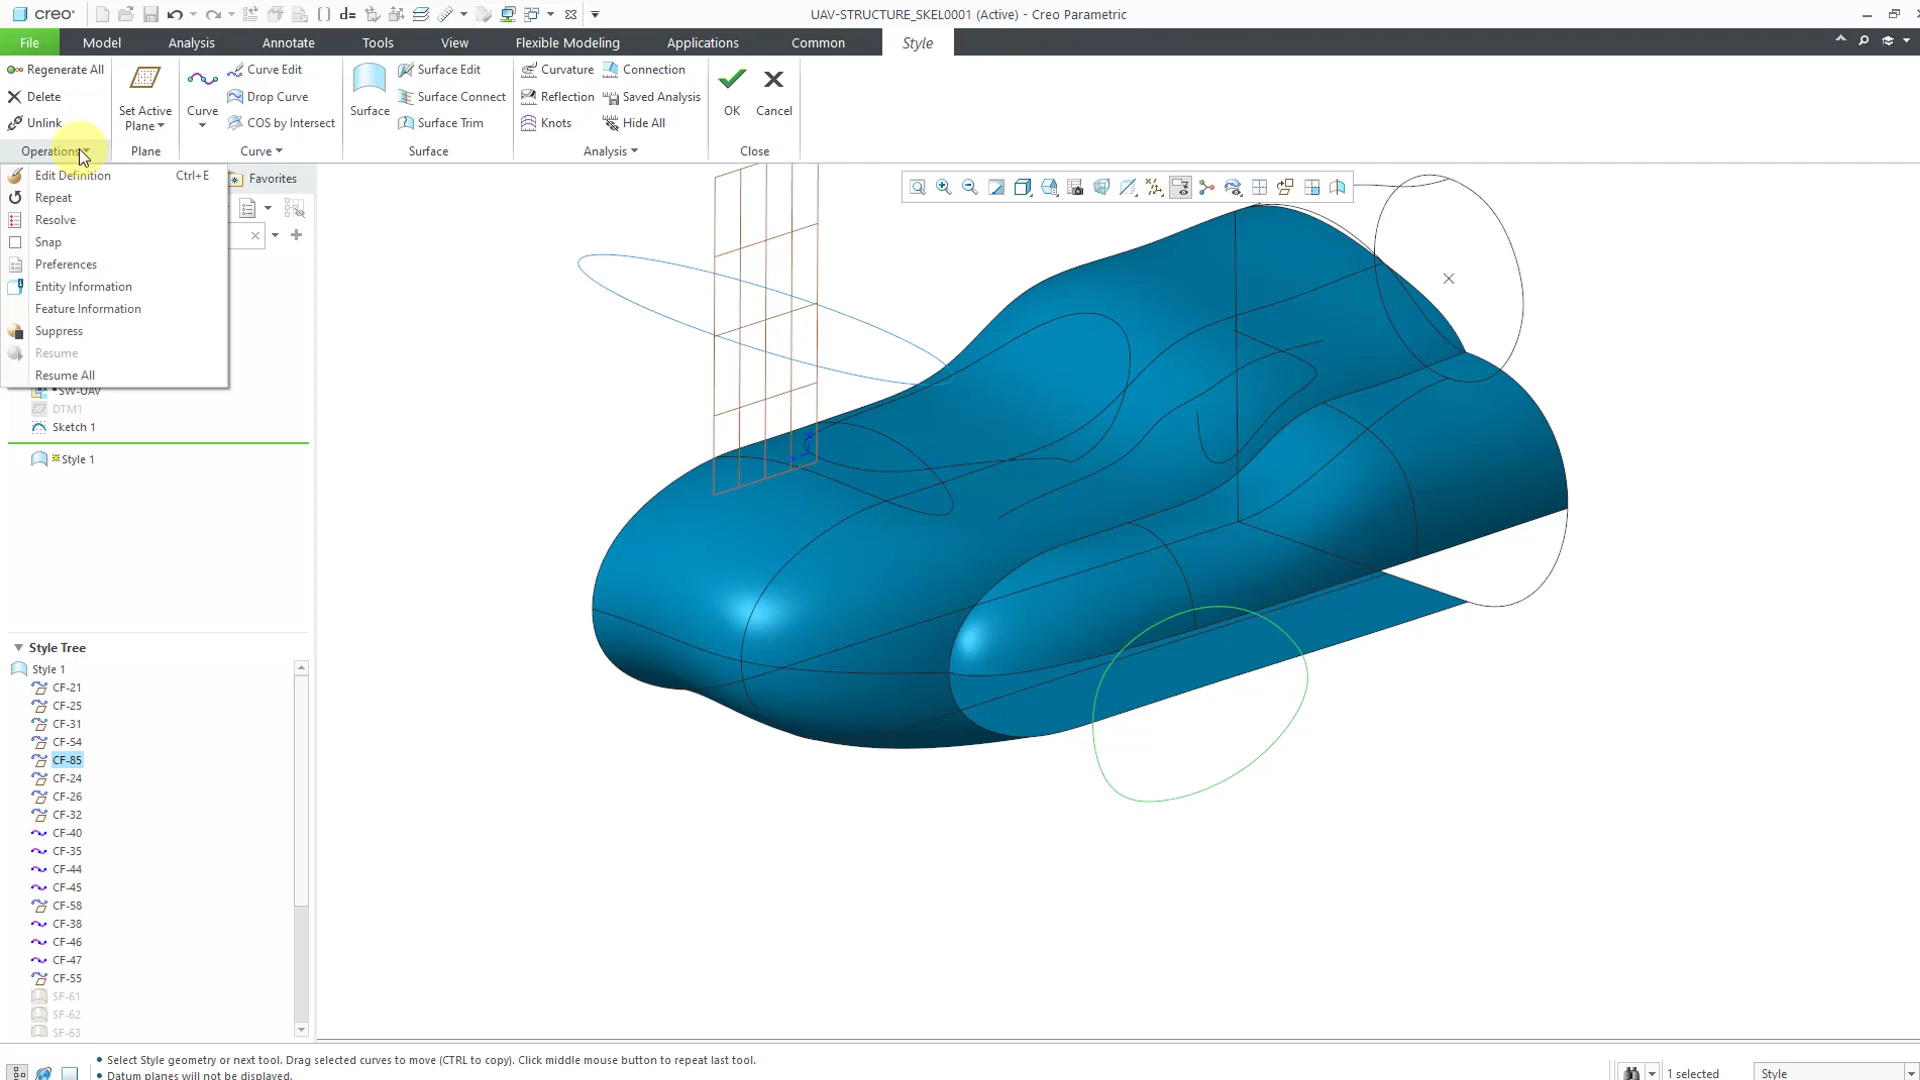 creo
UAV-STRUCTURE_SKEL0001 (Active) - Creo Parametric
File Model Analysis Annotate Tools View Flexible Modeling Applications Common Style
Regenerate All
Delete
Unlink
Operations
Set Active
Plane
Plane
Curve
Curve Edit
Drop Curve
COS by Intersect
Curve
Surface
Surface Edit
Surface Connect
Surface Trim
Surface
Curvature
Reflection
Knots
Connection
Saved Analysis
Hide All
Analysis
OK
Cancel
Close
Edit Definition Ctrl+E
Repeat
Resolve
Snap
Preferences
Entity Information
Feature Information
Suppress
Resume
Resume All
Favorites
SW-UAV
DTM1
Sketch 1
Style 1
Style Tree
Style 1
CF-21
CF-25
CF-31
CF-54
CF-85
CF-24
CF-26
CF-32
CF-40
CF-35
CF-44
CF-45
CF-58
CF-38
CF-46
CF-47
CF-55
SF-61
SF-62
SF-63
• Select Style geometry or next tool. Drag selected curves to move (CTRL to copy). Click middle mouse button to repeat last tool.
• Datum planes will not be displayed.
1 selected
Style